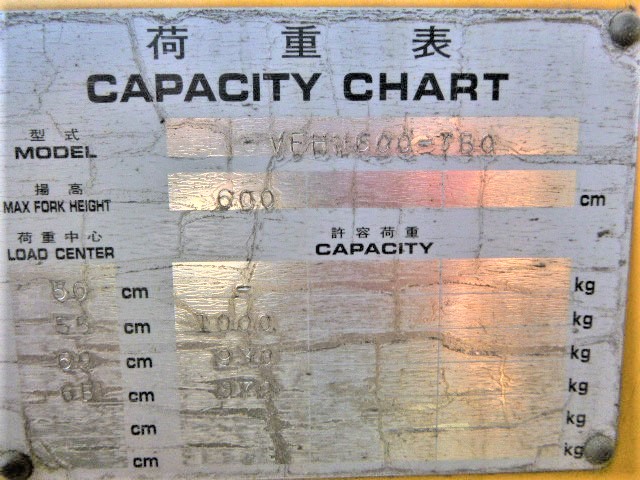 荷重表
CAPACITY CHART
型式
MODEL
揚高
MAX FORK HEIGHT 600 cm
荷重中心 許容荷重
LOAD CENTER CAPACITY
50 cm - kg
55 cm 1000 kg
60 cm kg
65 cm kg
cm kg
cm kg